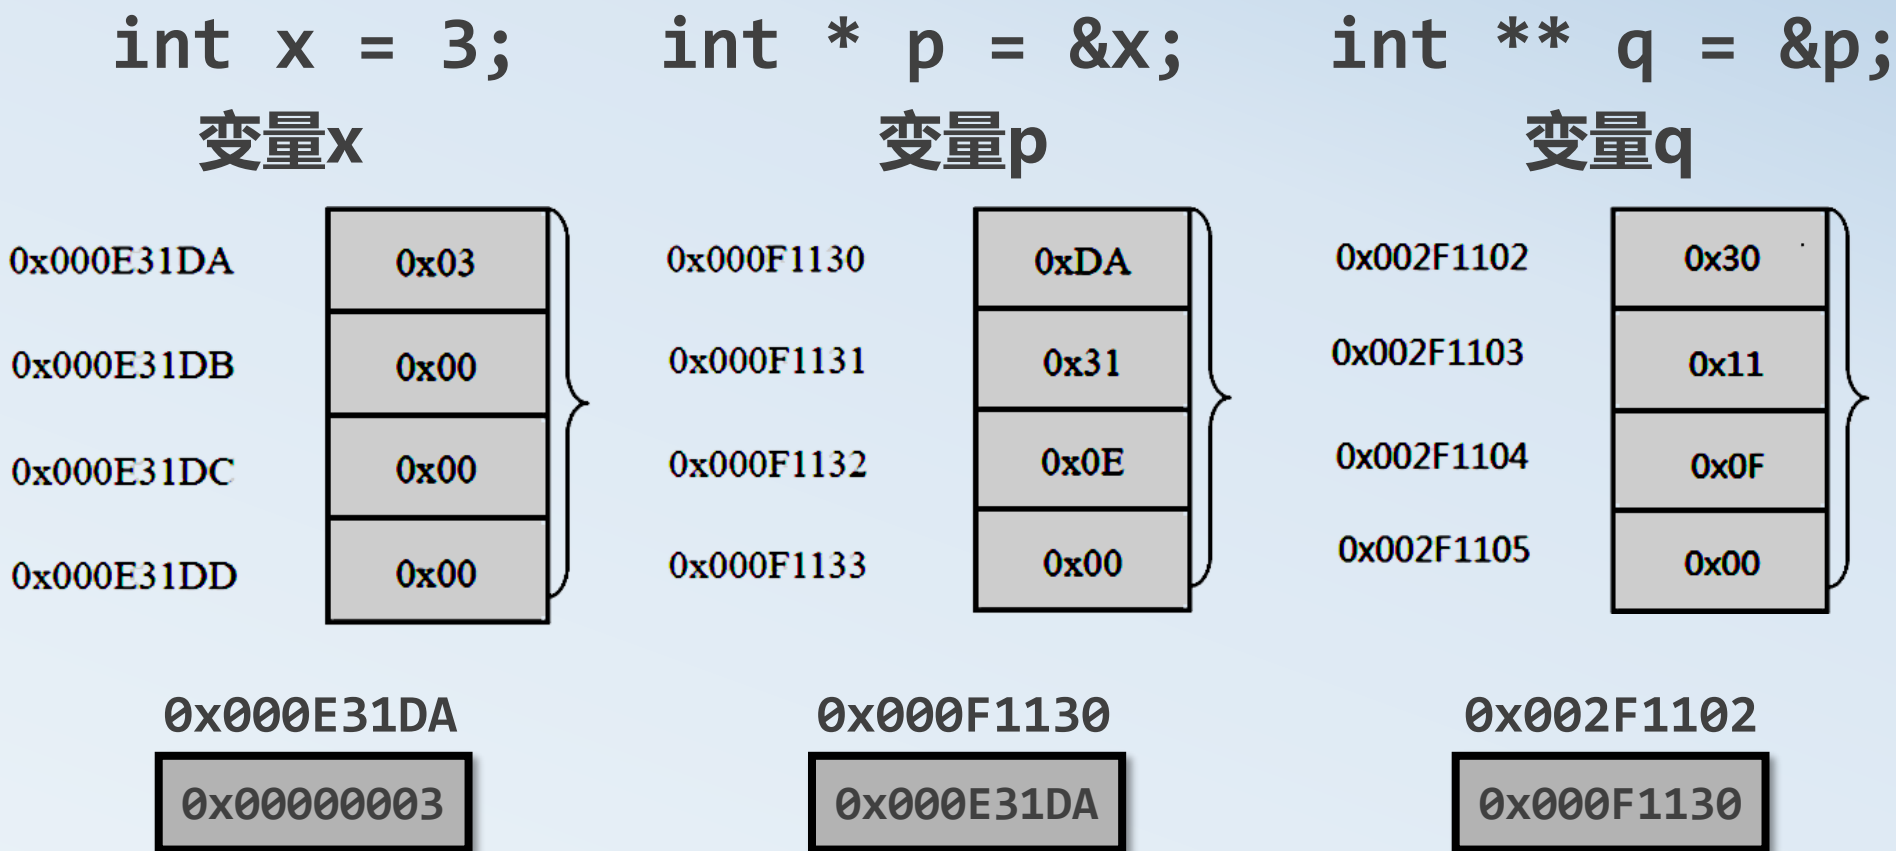 int x = 3;
int * p = &x;
int ** q = &p;
变量x
变量p
变量q
0x000E31DA
0x03
0x000F1130
0xDA
0x002F1102
0x30
0x000E31DB
0x00
0x000F1131
0x31
0x002F1103
0x11
0x000E31DC
0x00
0x000F1132
0x0E
0x002F1104
0x0F
0x000E31DD
0x00
0x000F1133
0x00
0x002F1105
0x00
0x000E31DA
0x000F1130
0x002F1102
0x00000003
0x000E31DA
0x000F1130